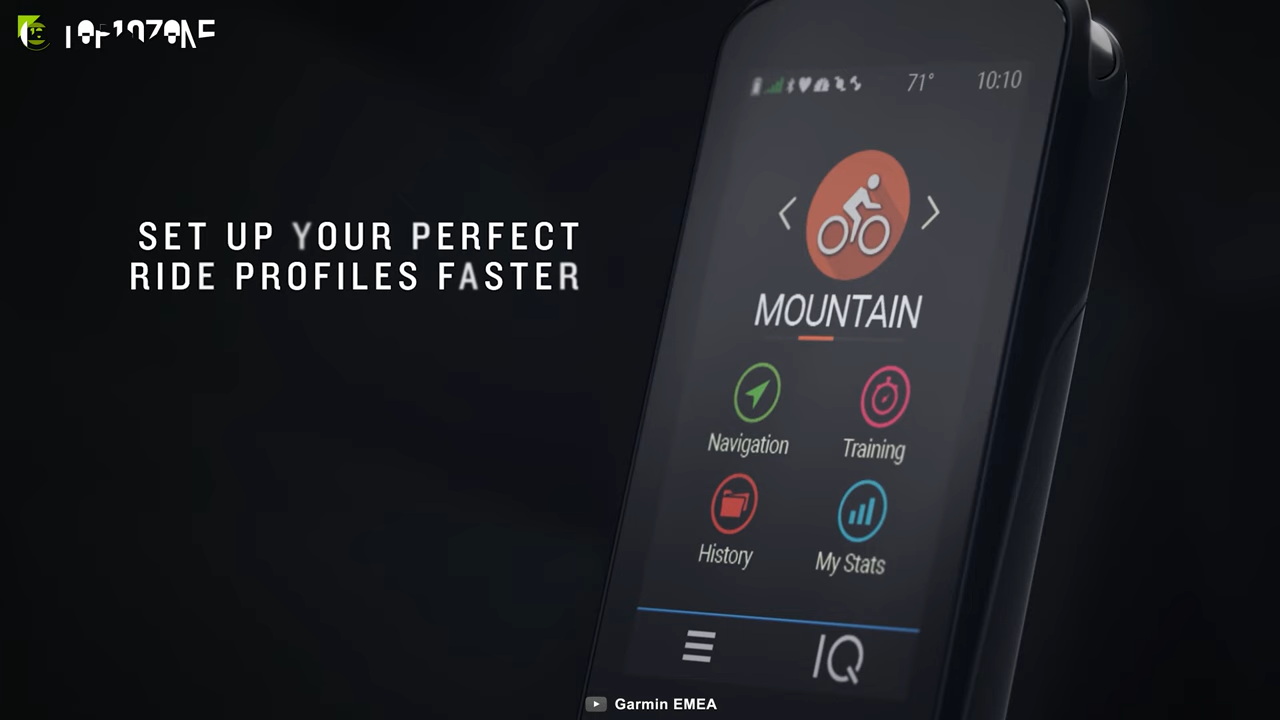 TOP10ZONE
71° 10:10
SET UP YOUR PERFECT
RIDE PROFILES FASTER
MOUNTAIN
Navigation Training
History My Stats
IQ
Garmin EMEA